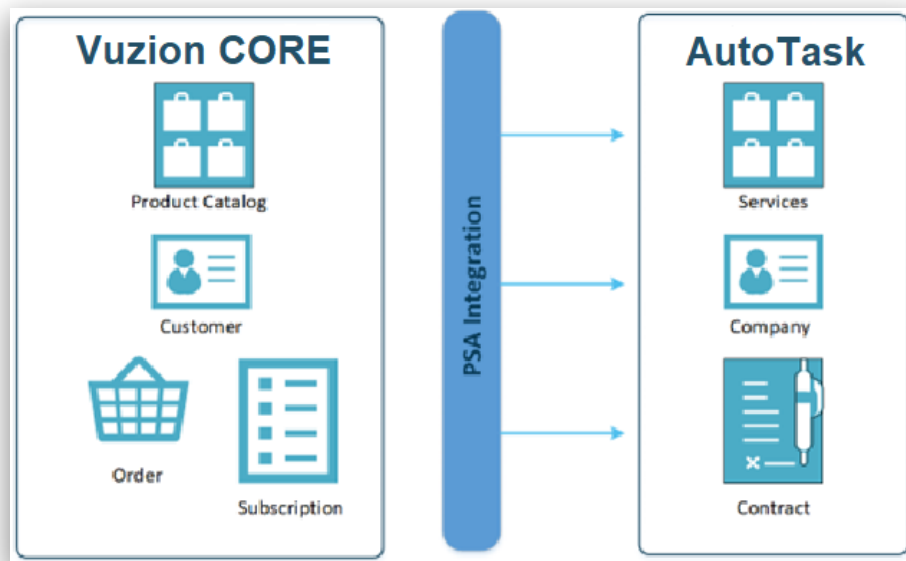 Vuzion CORE
Product Catalog
Customer
Order
Subscription
PSA Integration
AutoTask
Services
Company
Contract